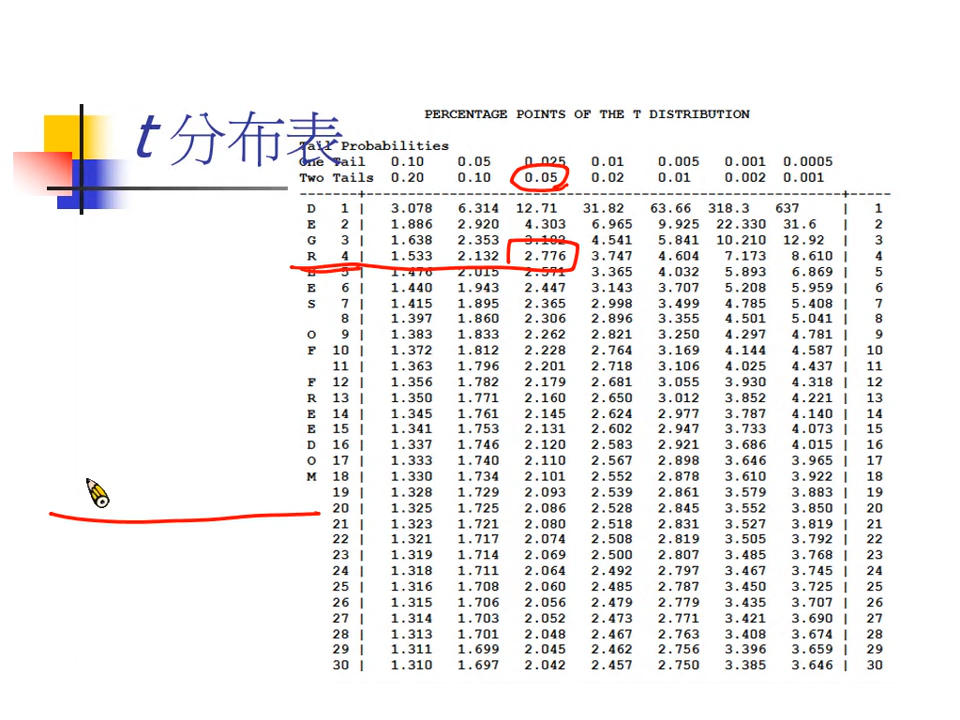 t 分布表
PERCENTAGE POINTS OF THE T DISTRIBUTION
Tail Probabilities
One Tail 0.10 0.05 0.025 0.01 0.005 0.001 0.0005
Two Tails 0.20 0.10 0.05 0.02 0.01 0.002 0.001
-------+---------------------------------------------------------+-----
D 1 | 3.078 6.314 12.71 31.82 63.66 318.3 637 | 1
E 2 | 1.886 2.920 4.303 6.965 9.925 22.330 31.6 | 2
G 3 | 1.638 2.353 3.182 4.541 5.841 10.210 12.92 | 3
R 4 | 1.533 2.132 2.776 3.747 4.604 7.173 8.610 | 4
E 5 | 1.476 2.015 2.571 3.365 4.032 5.893 6.869 | 5
E 6 | 1.440 1.943 2.447 3.143 3.707 5.208 5.959 | 6
S 7 | 1.415 1.895 2.365 2.998 3.499 4.785 5.408 | 7
8 | 1.397 1.860 2.306 2.896 3.355 4.501 5.041 | 8
O 9 | 1.383 1.833 2.262 2.821 3.250 4.297 4.781 | 9
F 10 | 1.372 1.812 2.228 2.764 3.169 4.144 4.587 | 10
11 | 1.363 1.796 2.201 2.718 3.106 4.025 4.437 | 11
F 12 | 1.356 1.782 2.179 2.681 3.055 3.930 4.318 | 12
R 13 | 1.350 1.771 2.160 2.650 3.012 3.852 4.221 | 13
E 14 | 1.345 1.761 2.145 2.624 2.977 3.787 4.140 | 14
E 15 | 1.341 1.753 2.131 2.602 2.947 3.733 4.073 | 15
D 16 | 1.337 1.746 2.120 2.583 2.921 3.686 4.015 | 16
O 17 | 1.333 1.740 2.110 2.567 2.898 3.646 3.965 | 17
M 18 | 1.330 1.734 2.101 2.552 2.878 3.610 3.922 | 18
19 | 1.328 1.729 2.093 2.539 2.861 3.579 3.883 | 19
20 | 1.325 1.725 2.086 2.528 2.845 3.552 3.850 | 20
21 | 1.323 1.721 2.080 2.518 2.831 3.527 3.819 | 21
22 | 1.321 1.717 2.074 2.508 2.819 3.505 3.792 | 22
23 | 1.319 1.714 2.069 2.500 2.807 3.485 3.768 | 23
24 | 1.318 1.711 2.064 2.492 2.797 3.467 3.745 | 24
25 | 1.316 1.708 2.060 2.485 2.787 3.450 3.725 | 25
26 | 1.315 1.706 2.056 2.479 2.779 3.435 3.707 | 26
27 | 1.314 1.703 2.052 2.473 2.771 3.421 3.690 | 27
28 | 1.313 1.701 2.048 2.467 2.763 3.408 3.674 | 28
29 | 1.311 1.699 2.045 2.462 2.756 3.396 3.659 | 29
30 | 1.310 1.697 2.042 2.457 2.750 3.385 3.646 | 30